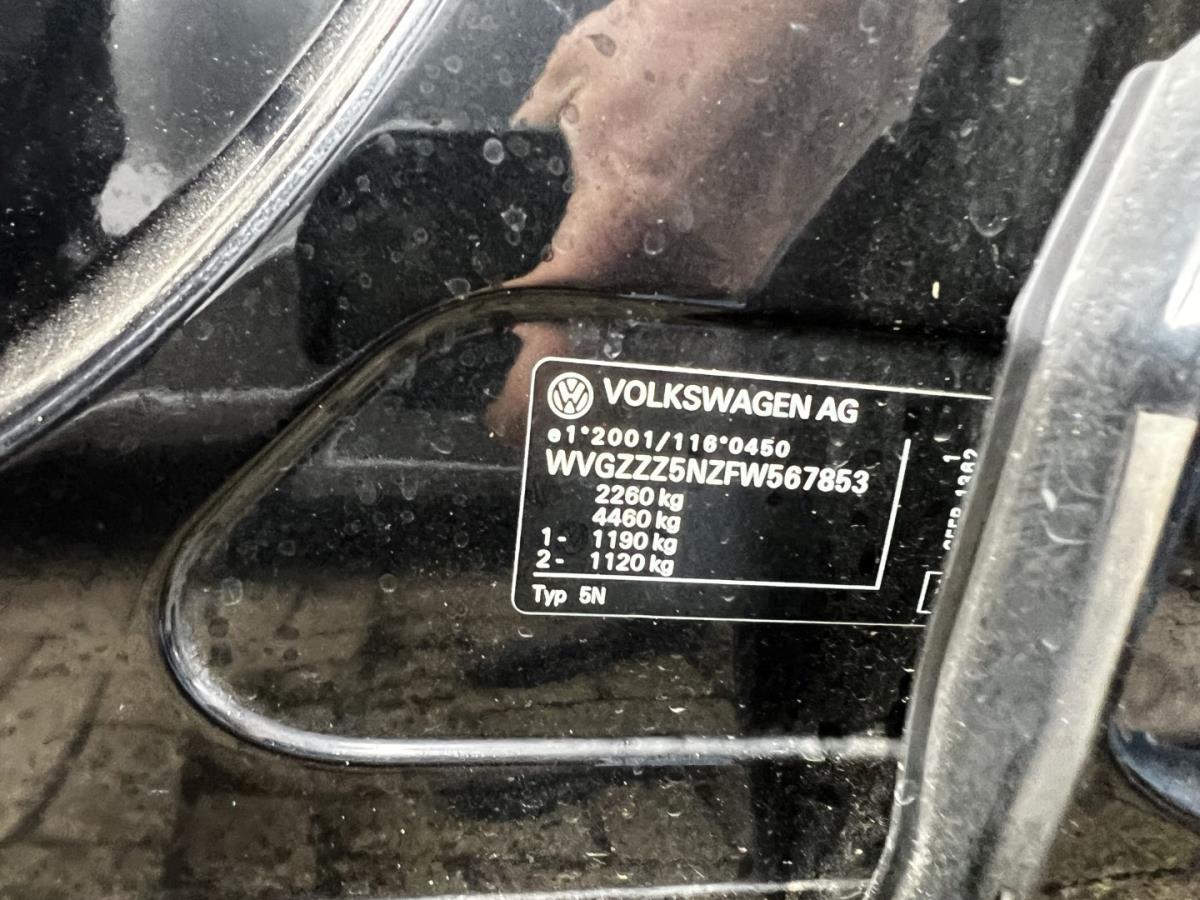 VOLKSWAGEN AG
e1*2001/116*0450
WVGZZZ5NZFW567853
2260 kg
4460 kg
1- 1190 kg
2- 1120 kg
Typ 5N